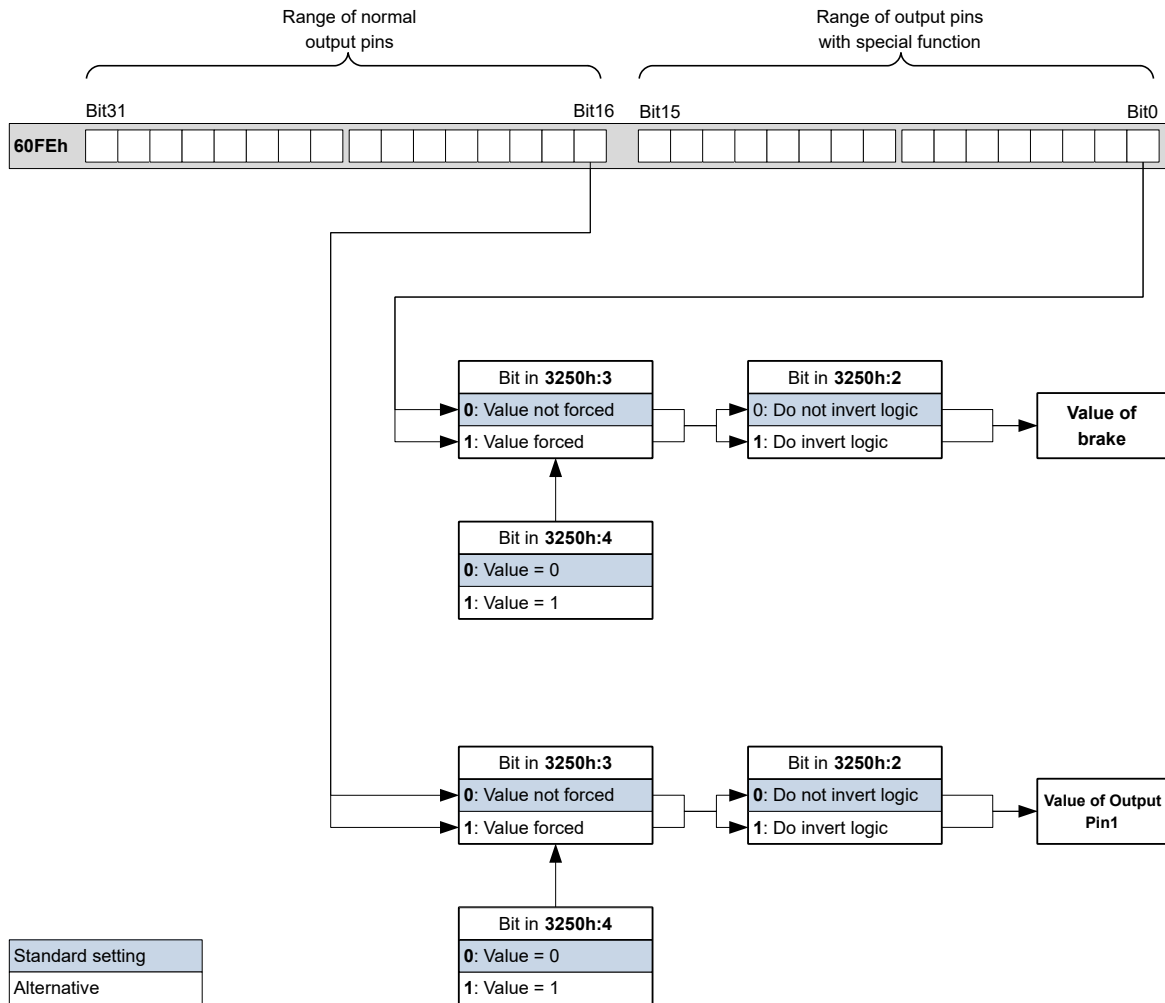 Range of normal
output pins
Range of output pins
with special function
Bit31
Bit16
Bit15
Bit0
60FEh
Bit in 3250h:3
0: Value not forced
1: Value forced
Bit in 3250h:2
0: Do not invert logic
1: Do invert logic
Value of
brake
Bit in 3250h:4
0: Value = 0
1: Value = 1
Bit in 3250h:3
0: Value not forced
1: Value forced
Bit in 3250h:2
0: Do not invert logic
1: Do invert logic
Value of Output
Pin1
Bit in 3250h:4
0: Value = 0
1: Value = 1
Standard setting
Alternative